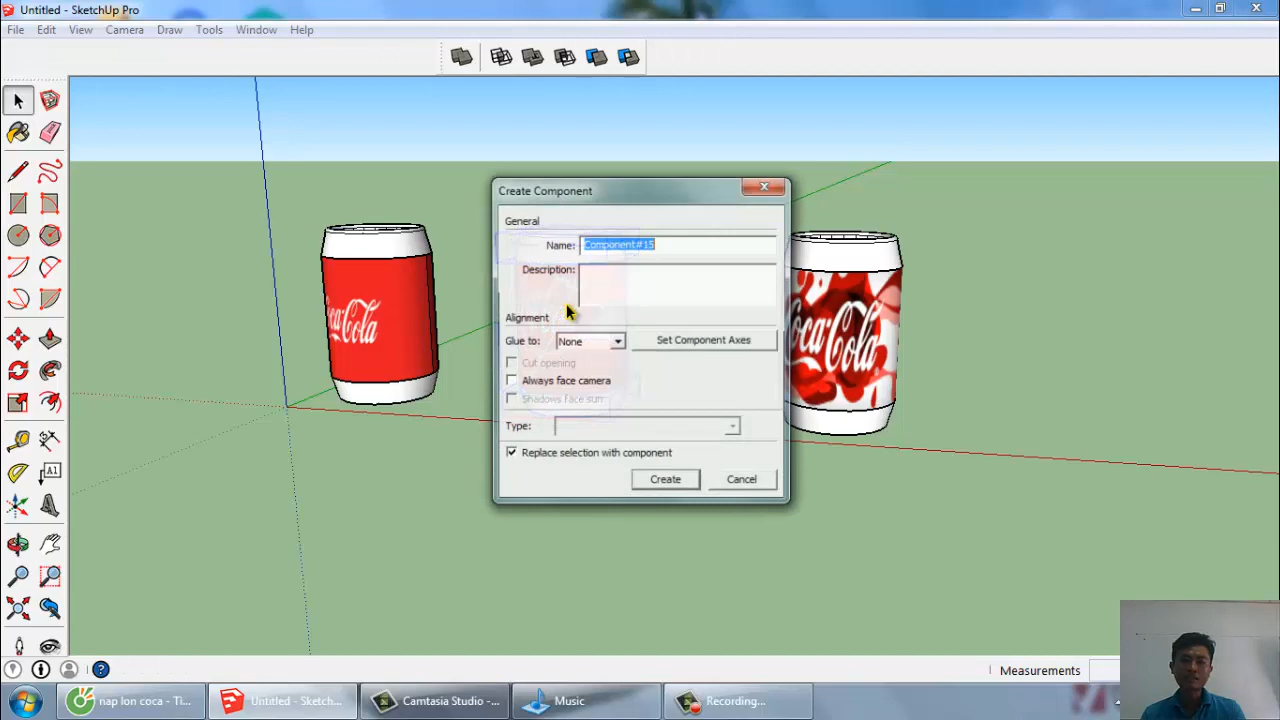 Untitled - SketchUp Pro
File Edit View Camera Draw Tools Window Help
Create Component
General
Name: Component#15
Description:
Alignment
Glue to: None Set Component Axes
Cut opening
Always face camera
Shadows face sun
Type:
Replace selection with component
Create Cancel
Coca-Cola
Coca-Cola
A1
Measurements
nap lon coca - Ti... Untitled - Sketch... Camtasia Studio -... Music Recording...